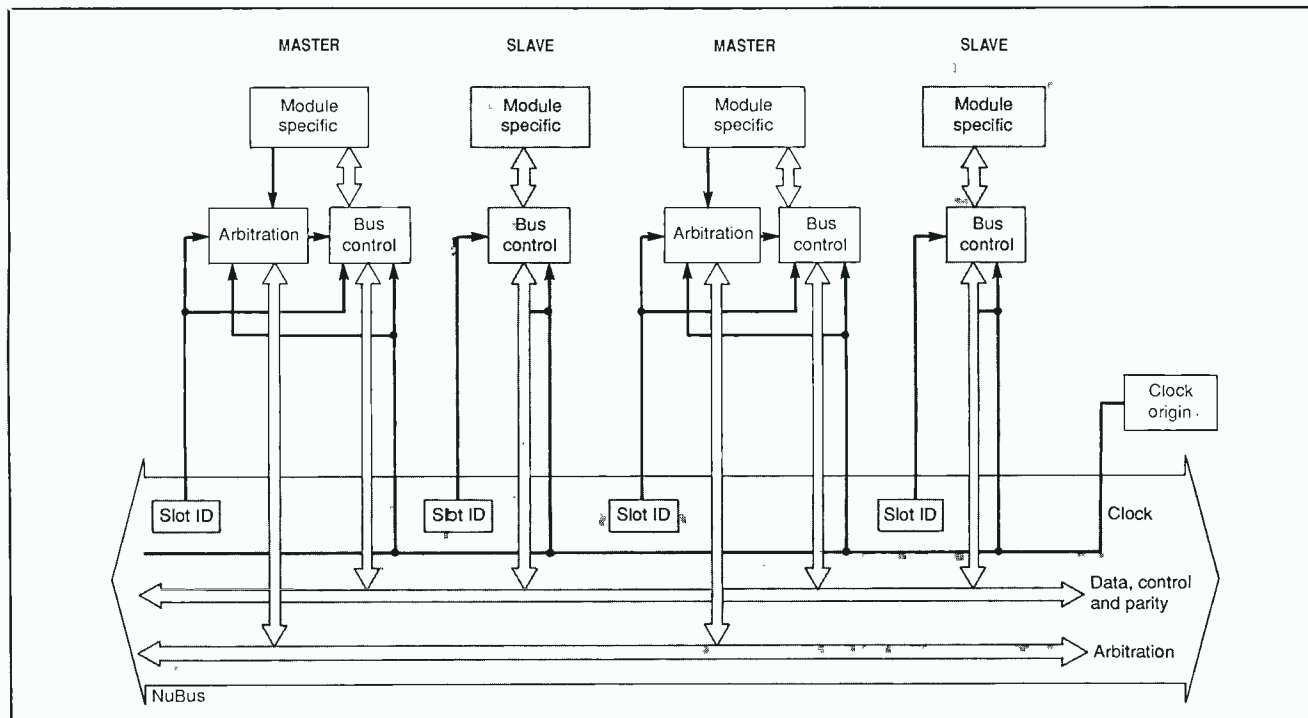 MASTER
SLAVE
MASTER
SLAVE
Module
specific
Module
specific
Module
specific
Module
specific
Arbitration
Bus
control
Bus
control
Arbitration
Bus
control
Bus
control
Clock
origin
Slot ID
Slot ID
Slot ID
Slot ID
Clock
Data, control
and parity
Arbitration
NuBus